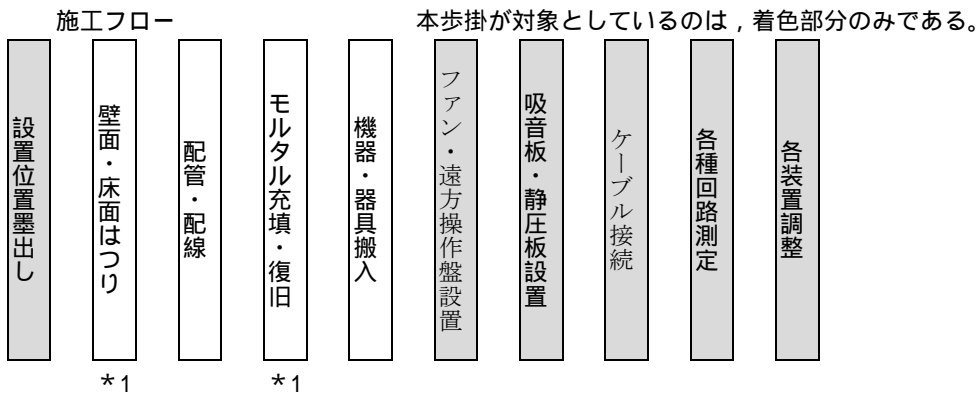 施工フロー
本歩掛が対象としているのは，着色部分のみである。
設置位置墨出し
壁面・床面はつり
配管・配線
モルタル充填・復旧
機器・器具搬入
ファン・遠方操作盤設置
吸音板・静圧板設置
ケーブル接続
各種回路測定
各装置調整
＊1
＊1